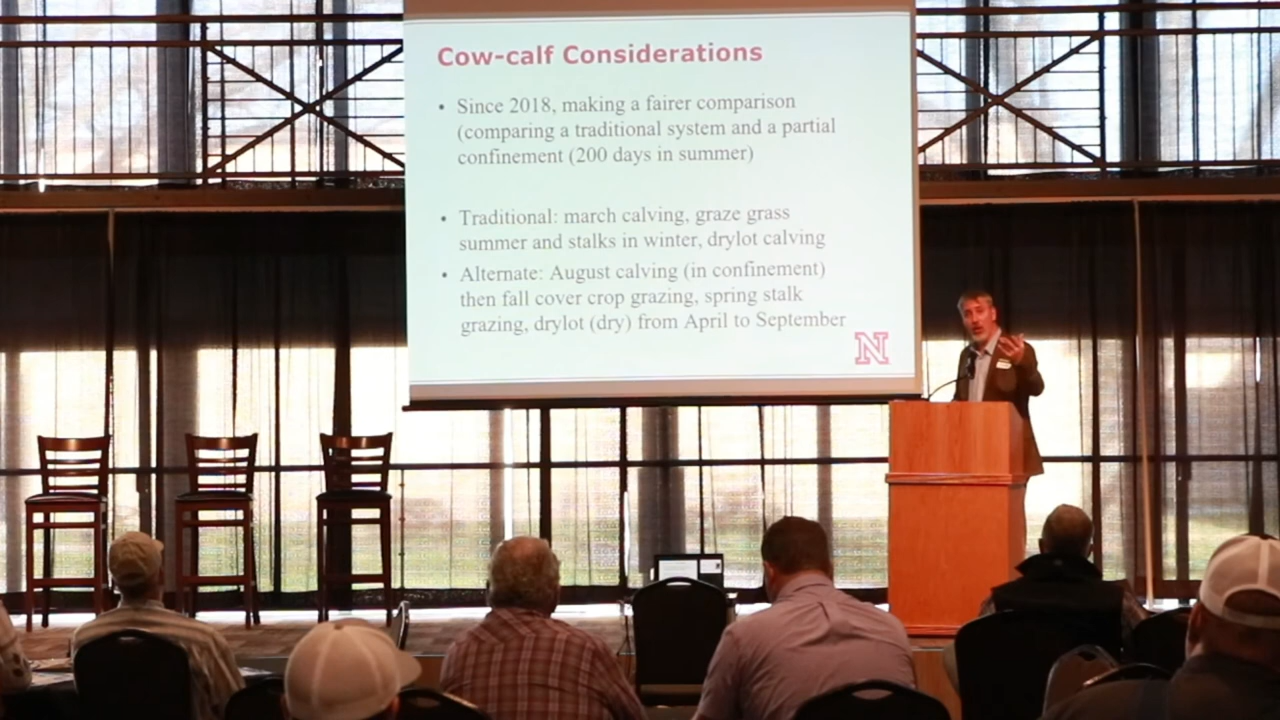 Cow-calf Considerations
• Since 2018, making a fairer comparison
(comparing a traditional system and a partial
confinement (200 days in summer)
• Traditional: march calving, graze grass
summer and stalks in winter, drylot calving
• Alternate: August calving (in confinement)
then fall cover crop grazing, spring stalk
grazing, drylot (dry) from April to September
N